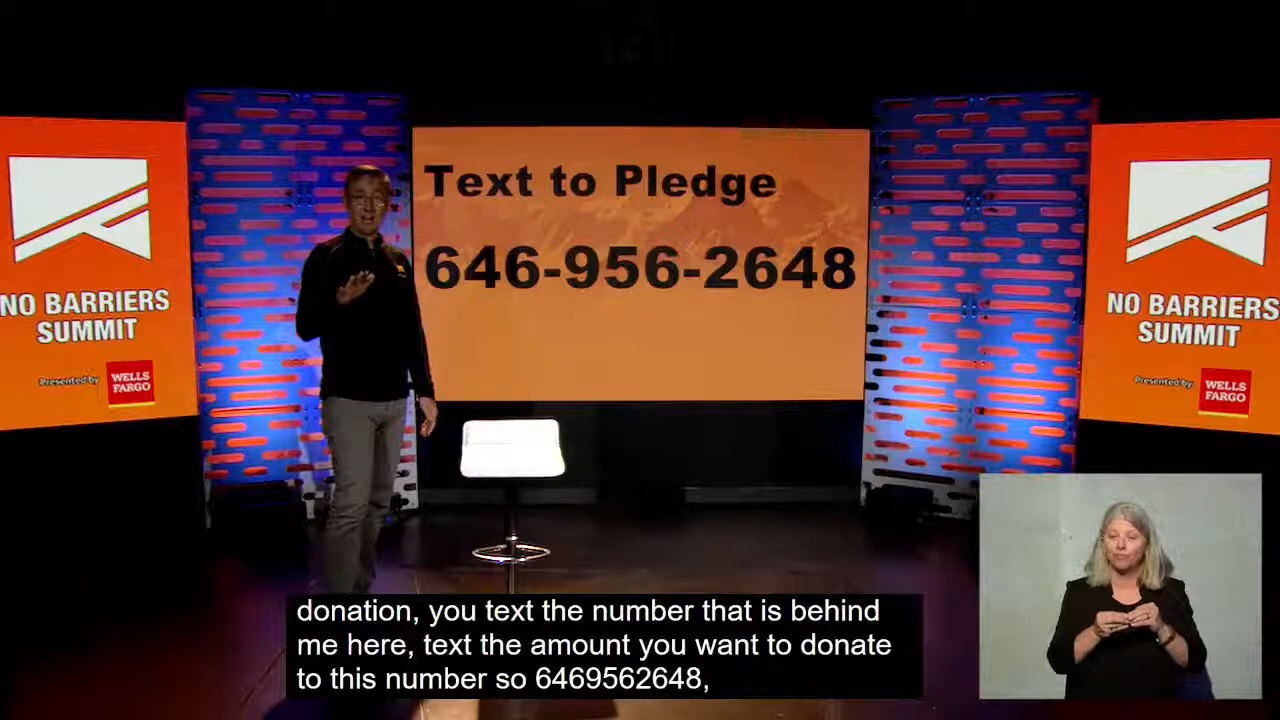 Text to Pledge
646-956-2648
NO BARRIERS
SUMMIT
Presented by
WELLS
FARGO
NO BARRIERS
SUMMIT
Presented by
WELLS
FARGO
donation, you text the number that is behind
me here, text the amount you want to donate
to this number so 6469562648,